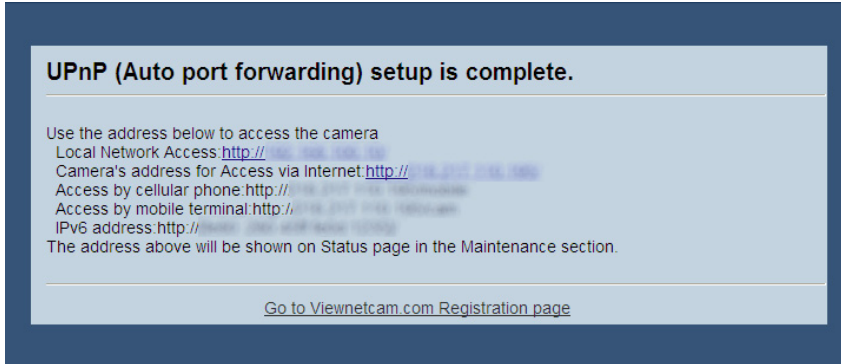 UPnP (Auto port forwarding) setup is complete.
Use the address below to access the camera
Local Network Access:http://
Camera's address for Access via Internet:http://
Access by cellular phone:http://
Access by mobile terminal:http:/
IPv6 address:http://
The address above will be shown on Status page in the Maintenance section.
Go to Viewnetcam.com Registration page